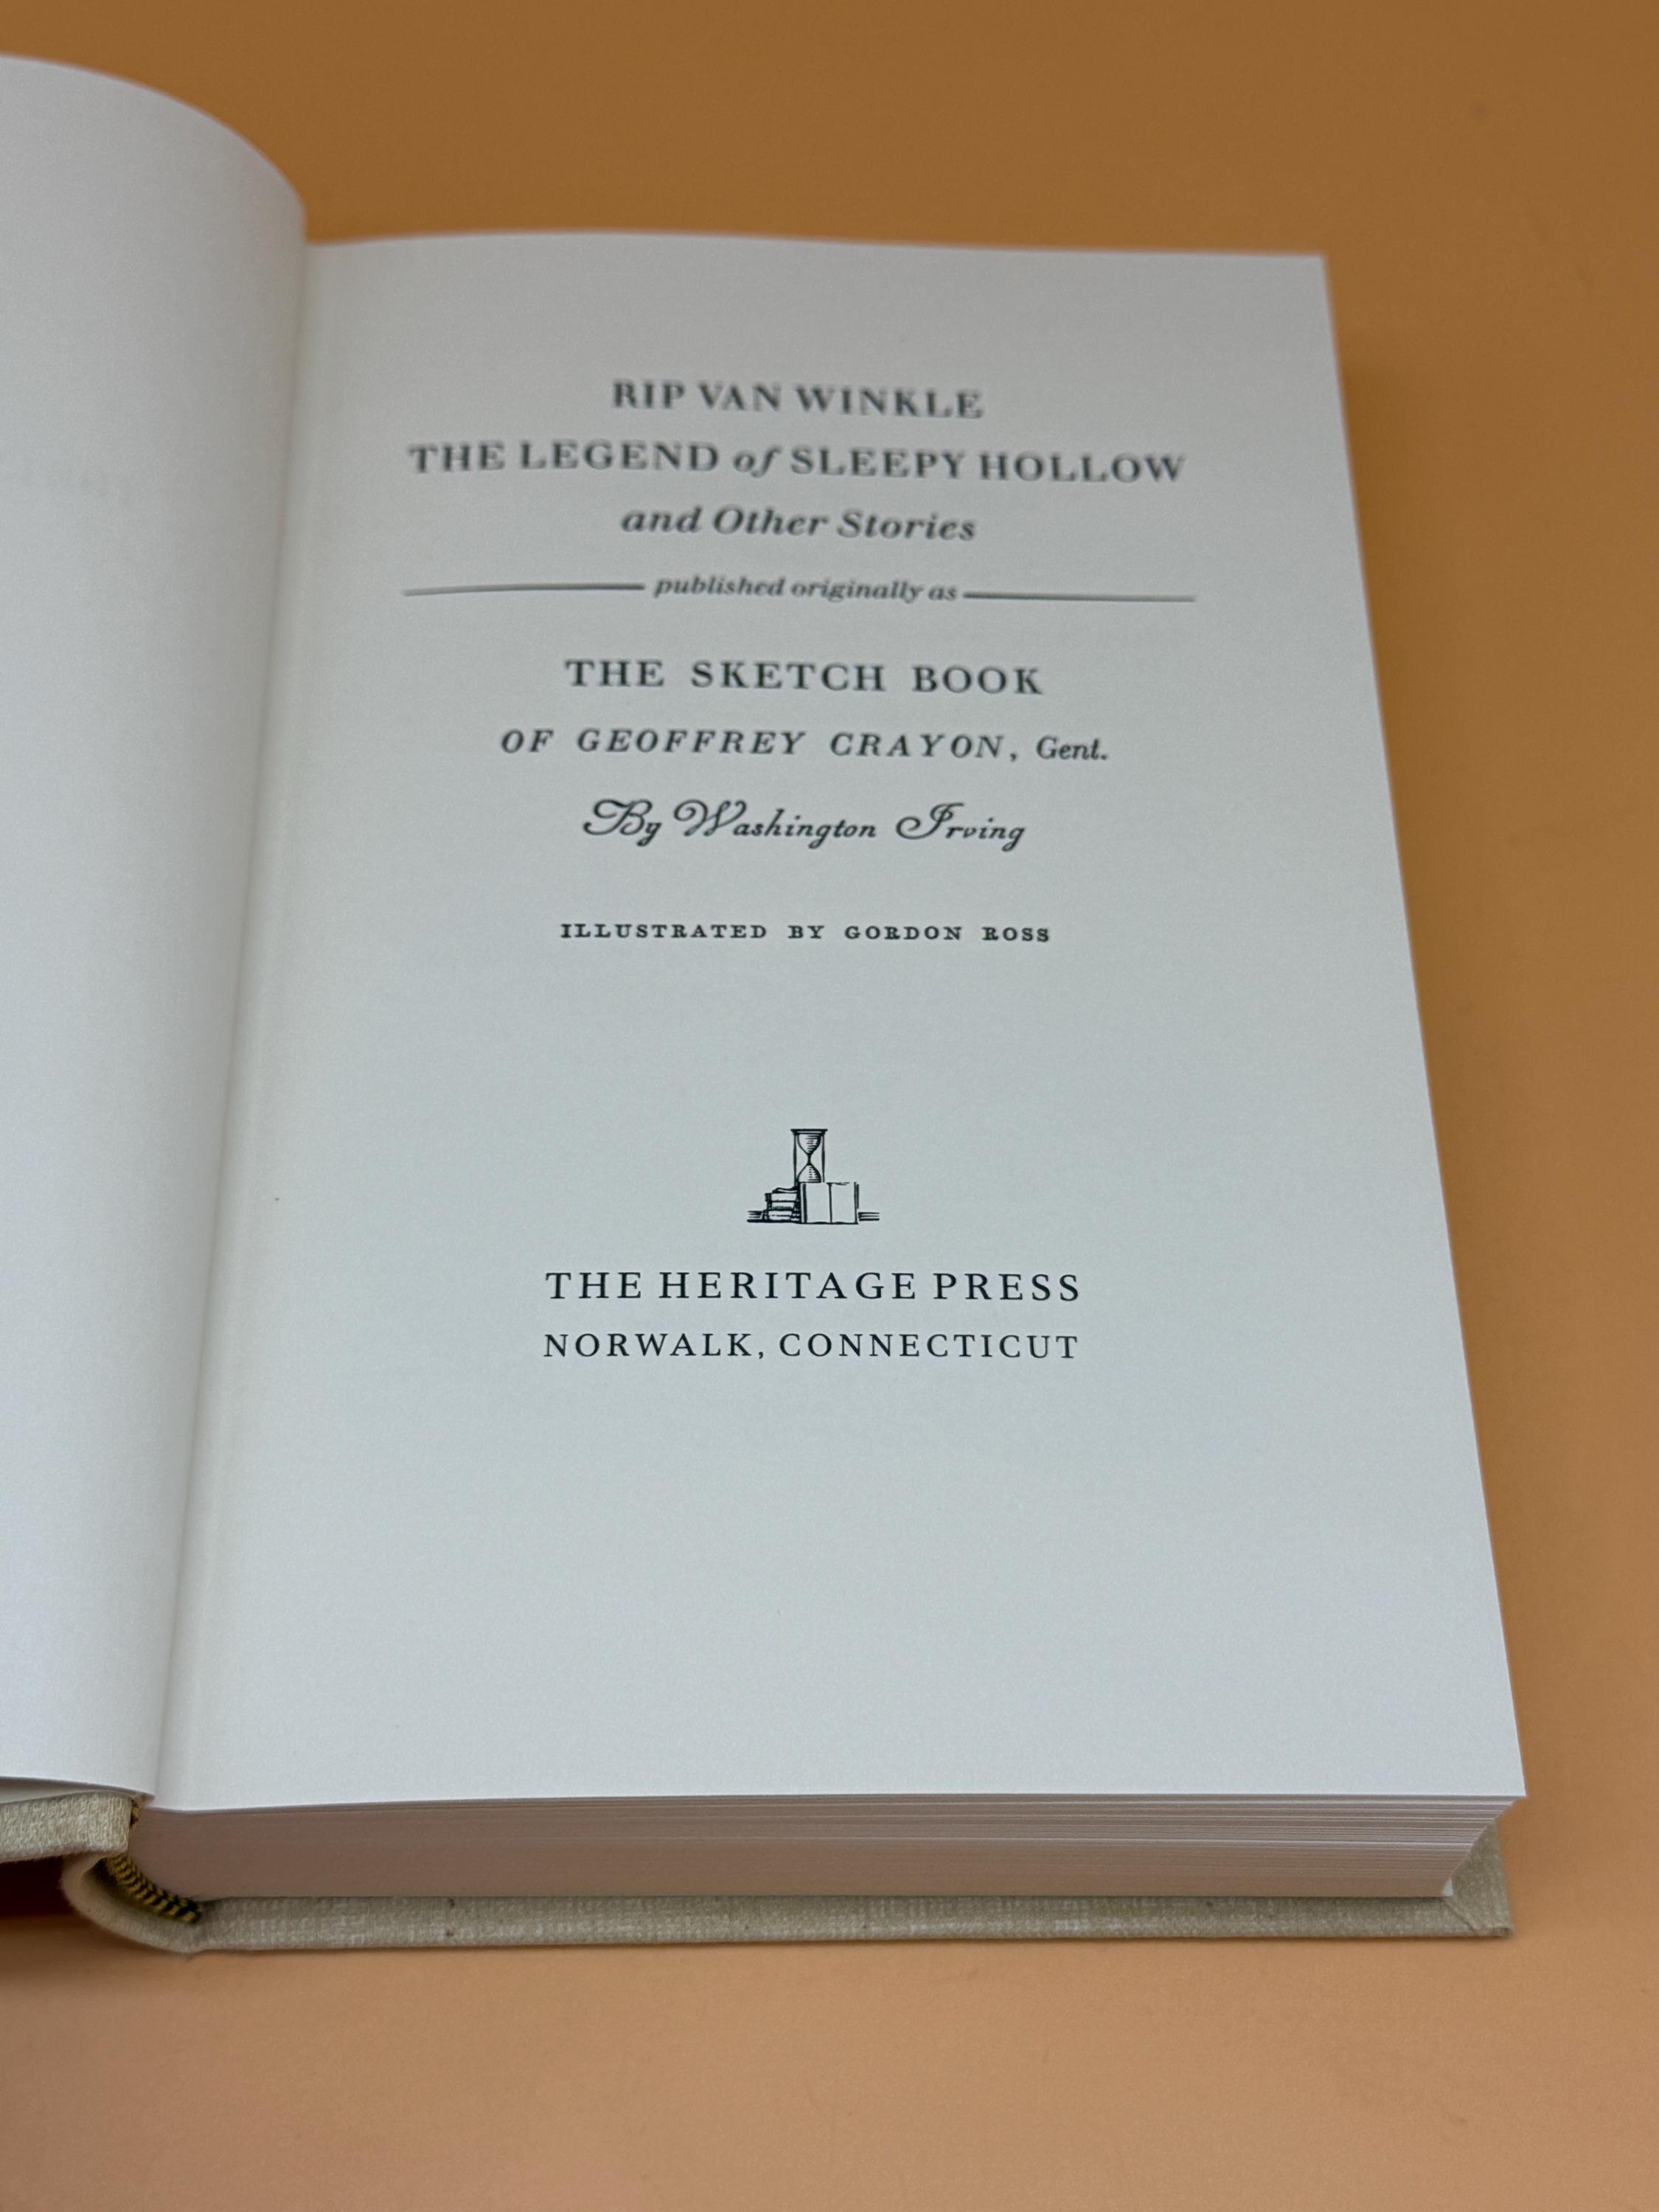 RIP VAN WINKLE
THE LEGEND of SLEEPY HOLLOW
and Other Stories
published originally as
THE SKETCH BOOK
OF GEOFFREY CRAYON, Gent.
By Washington Irving
ILLUSTRATED BY GORDON ROSS
THE HERITAGE PRESS
NORWALK, CONNECTICUT